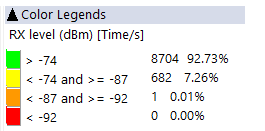 Color Legends
RX level (dBm) [Time/s]
> -74 8704 92.73%
< -74 and >= -87 682 7.26%
< -87 and >= -92 1 0.01%
< -92 0 0.00%